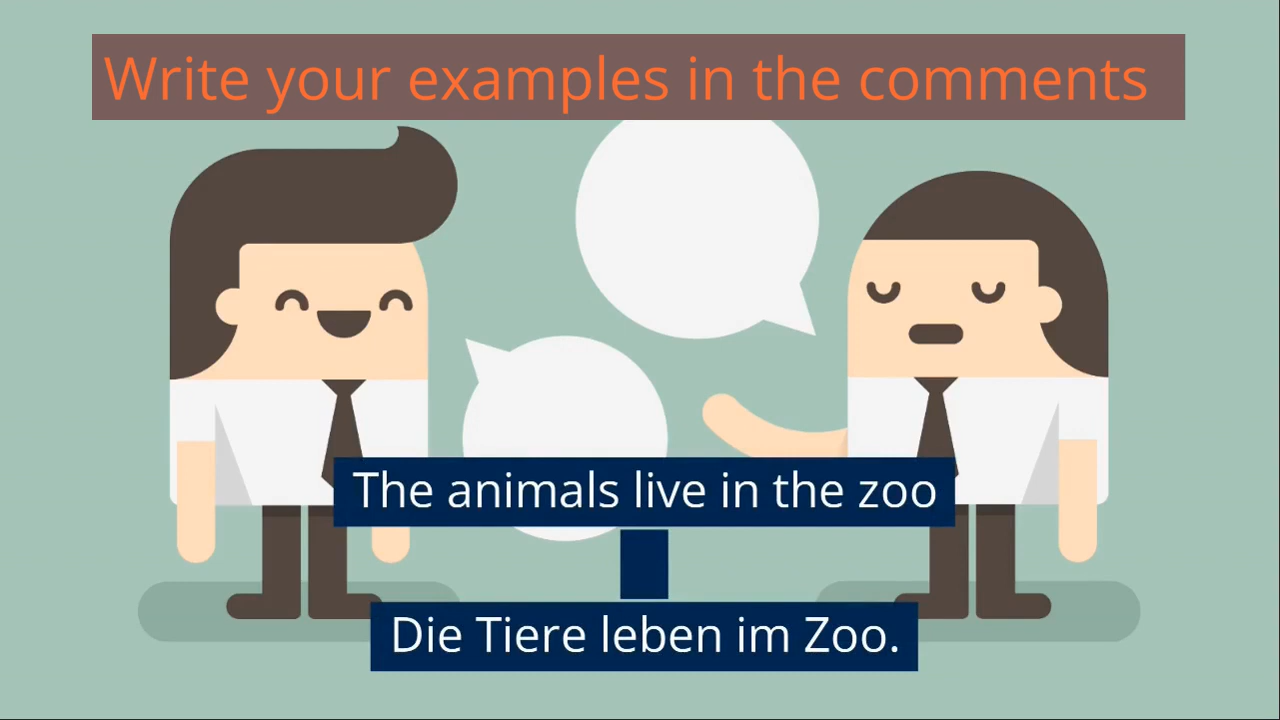 Write your examples in the comments
The animals live in the zoo
Die Tiere leben im Zoo.